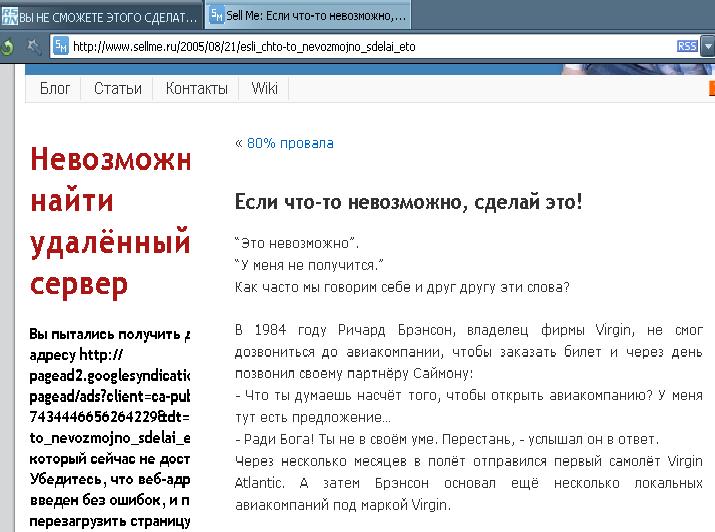 ВЫ НЕ СМОЖЕТЕ ЭТОГО СДЕЛАТ...
Sell Me: Если что-то невозможно,...
http://www.sellme.ru/2005/08/21/esli_chto-to_nevozmojno_sdelai_eto
RSS
Блог Статьи Контакты Wiki
Невозможн
найти
удалённый
сервер
Вы пытались получить д
адресу http://
pagead2.googlesyndicatic
pagead/ads?client=ca-pub
7434446656264229&dt=
to_nevozmojno_sdelai_e
который сейчас не дост
Убедитесь, что веб-адр
введен без ошибок, и п
перезагрузить страницу
« 80% провала
Если что-то невозможно, сделай это!
“Это невозможно”.
“У меня не получится.”
Как часто мы говорим себе и друг другу эти слова?
В 1984 году Ричард Брэнсон, владелец фирмы Virgin, не смог
дозвониться до авиакомпании, чтобы заказать билет и через день
позвонил своему партнёру Саймону:
- Что ты думаешь насчёт того, чтобы открыть авиакомпанию? У меня
тут есть предложение...
- Ради Бога! Ты не в своём уме. Перестань, - услышал он в ответ.
Через несколько месяцев в полёт отправился первый самолёт Virgin
Atlantic. А затем Брэнсон основал ещё несколько локальных
авиакомпаний под маркой Virgin.